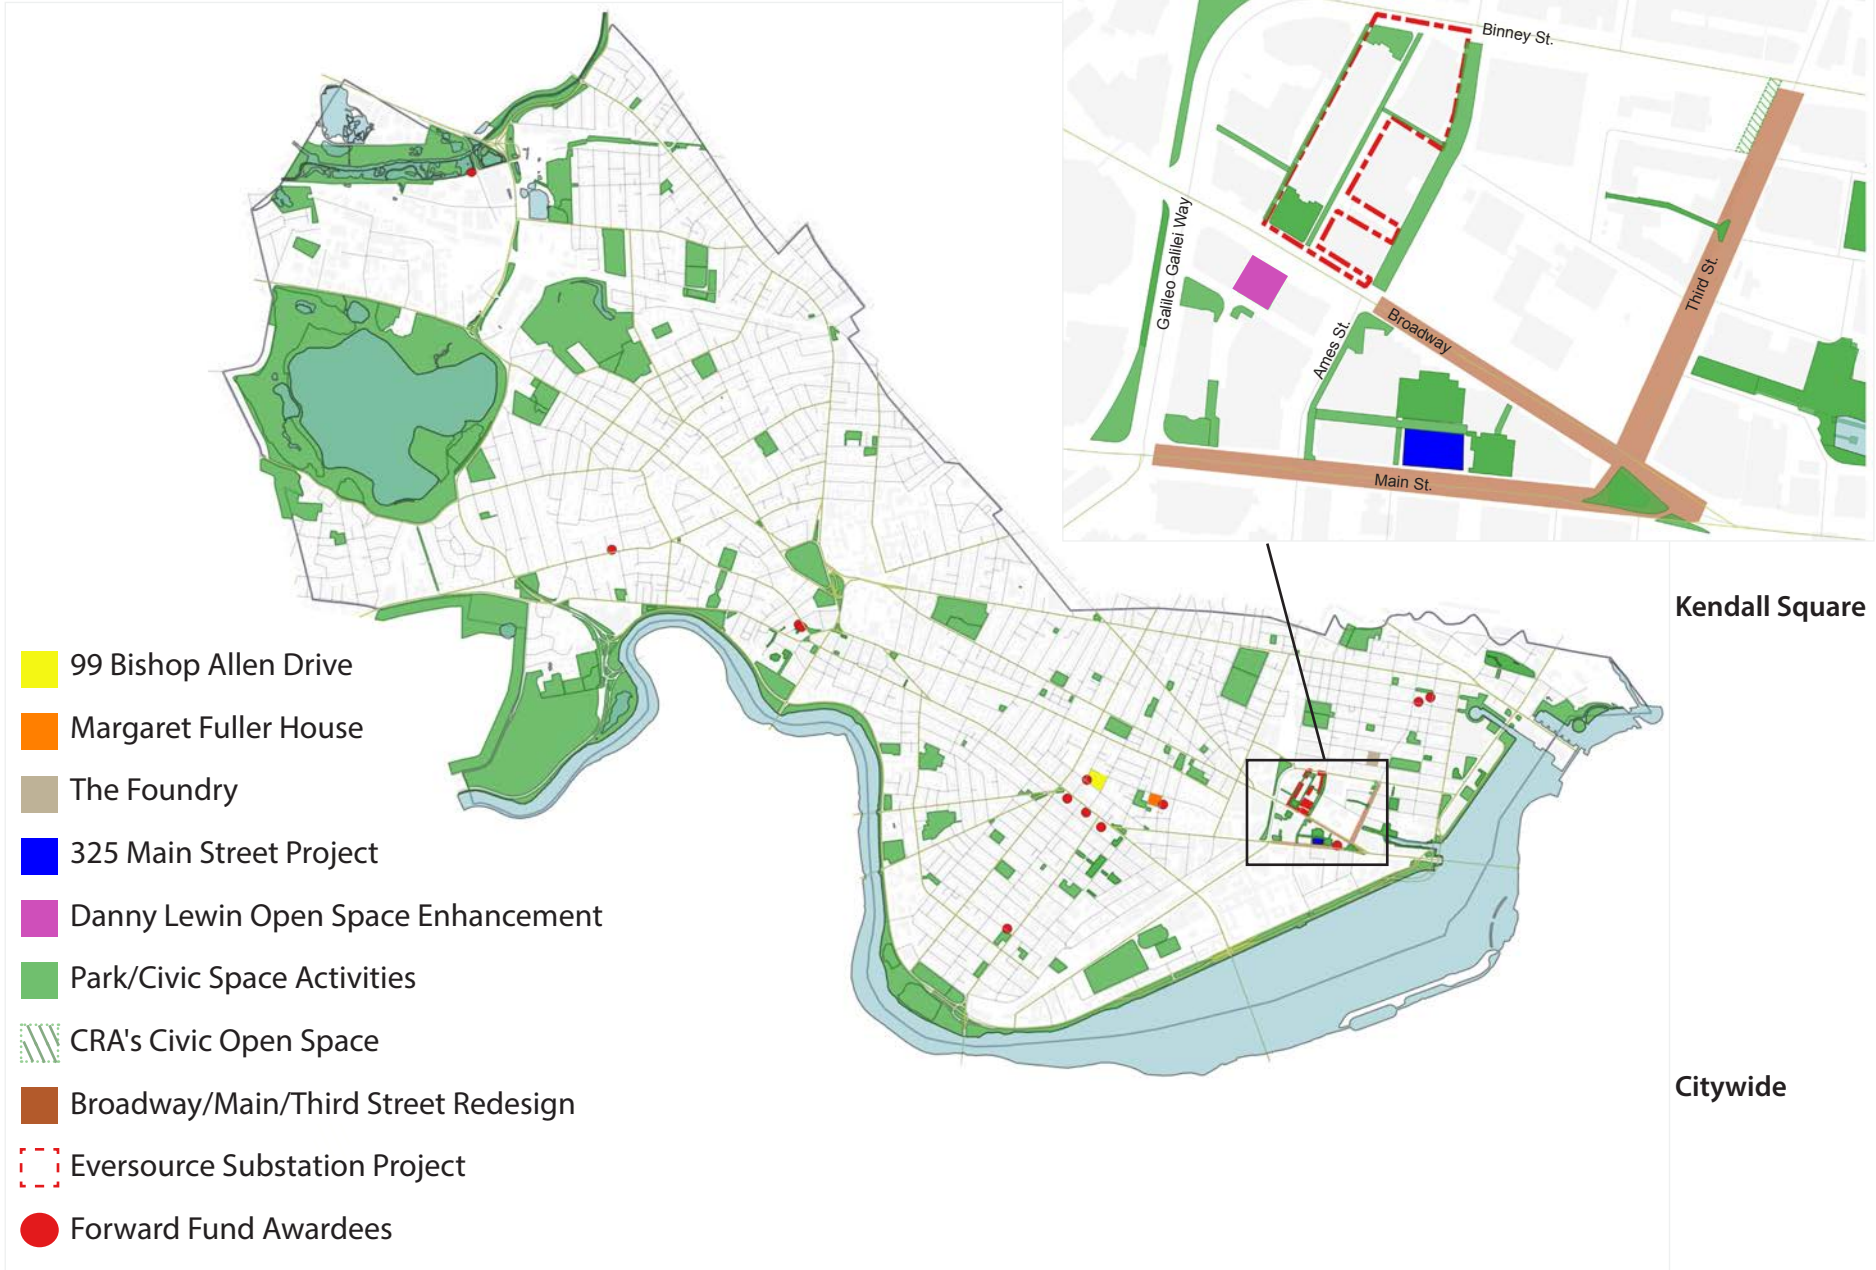 Binney St.
Galileo Galilei Way
Third St.
Broadway
Ames St.
Main St.
Kendall Square
99 Bishop Allen Drive
Margaret Fuller House
The Foundry
325 Main Street Project
Danny Lewin Open Space Enhancement
Park/Civic Space Activities
CRA's Civic Open Space
Broadway/Main/Third Street Redesign
Citywide
Eversource Substation Project
Forward Fund Awardees